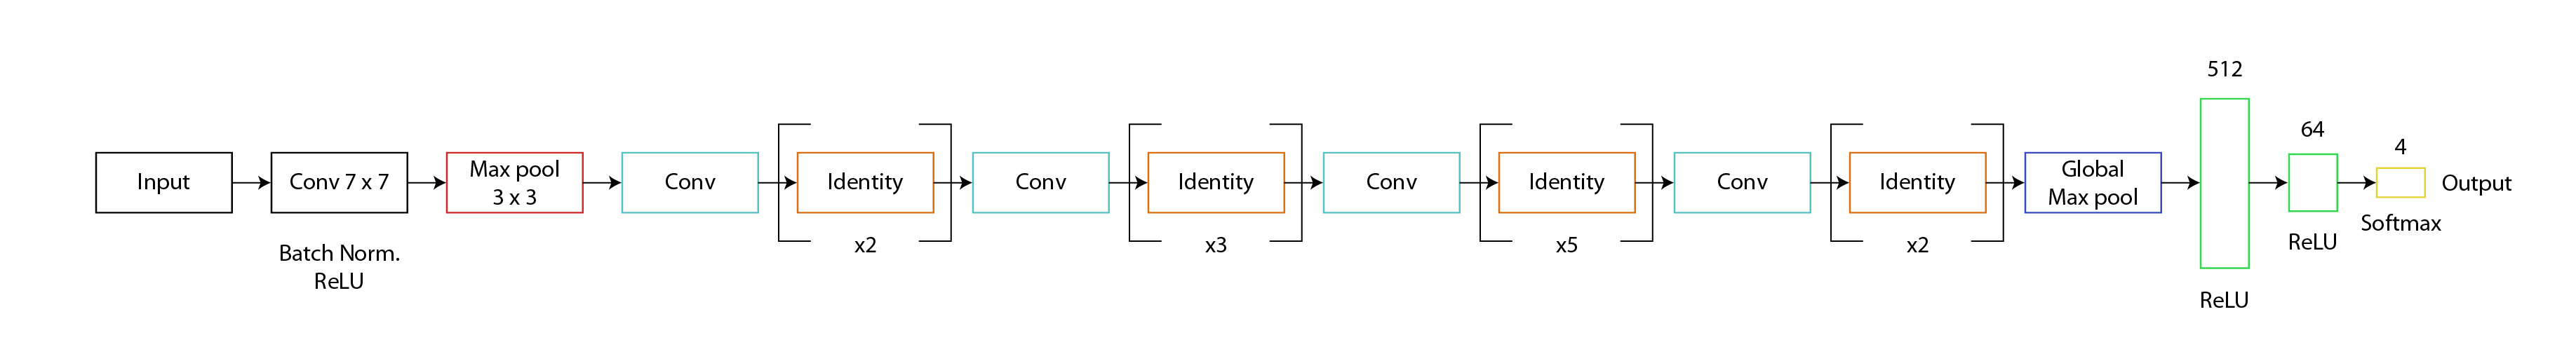 Input
Conv 7 x 7
Batch Norm.
ReLU
Max pool
3 x 3
Conv
Identity
x2
Conv
Identity
x3
Conv
Identity
x5
Conv
Identity
x2
Global
Max pool
512
ReLU
64
ReLU
4
Softmax
Output